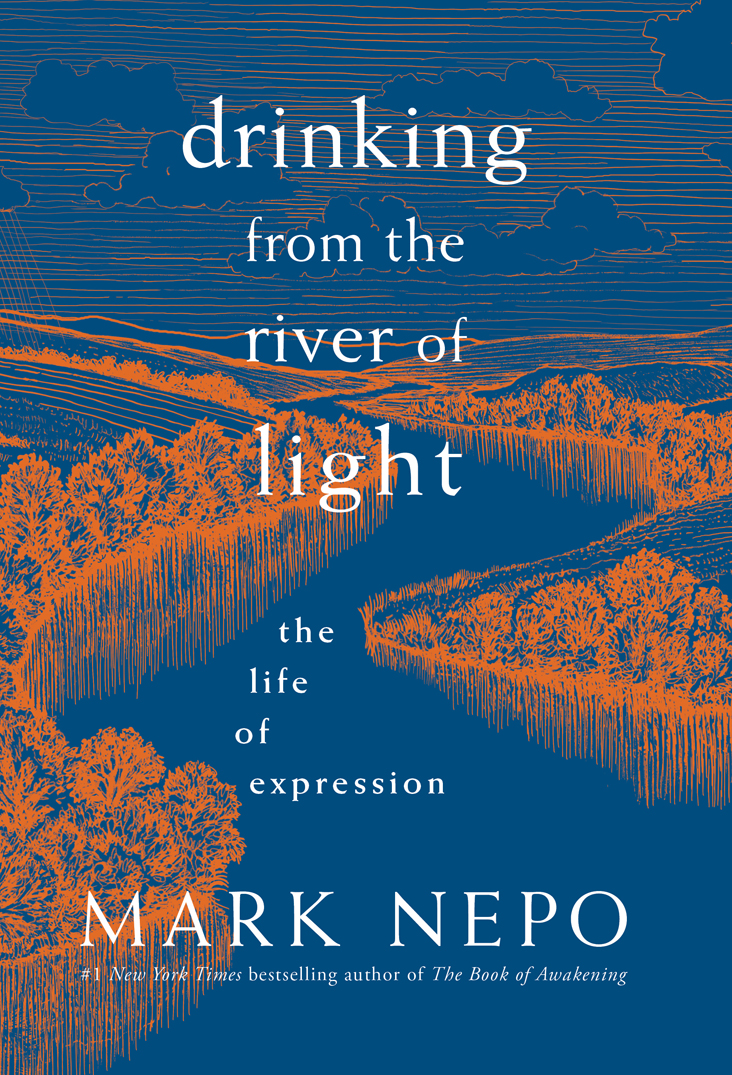 drinking
from the
river of
light
the
life
of
expression
MARK NEPO
#1 New York Times bestselling author of The Book of Awakening